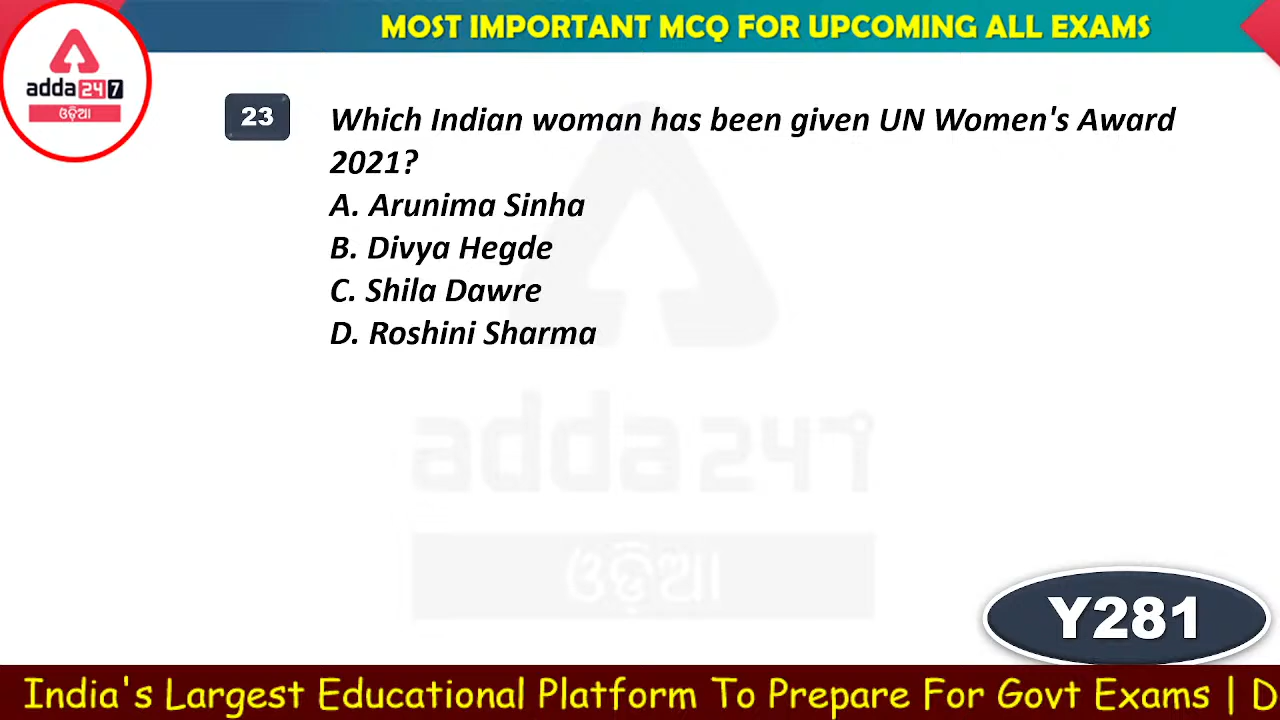 MOST IMPORTANT MCQ FOR UPCOMING ALL EXAMS
adda247
ଓଡ଼ିଆ
23
Which Indian woman has been given UN Women's Award
2021?
A. Arunima Sinha
B. Divya Hegde
C. Shila Dawre
D. Roshini Sharma
adda247
ଓଡ଼ିଆ
Y281
India's Largest Educational Platform To Prepare For Govt Exams | D